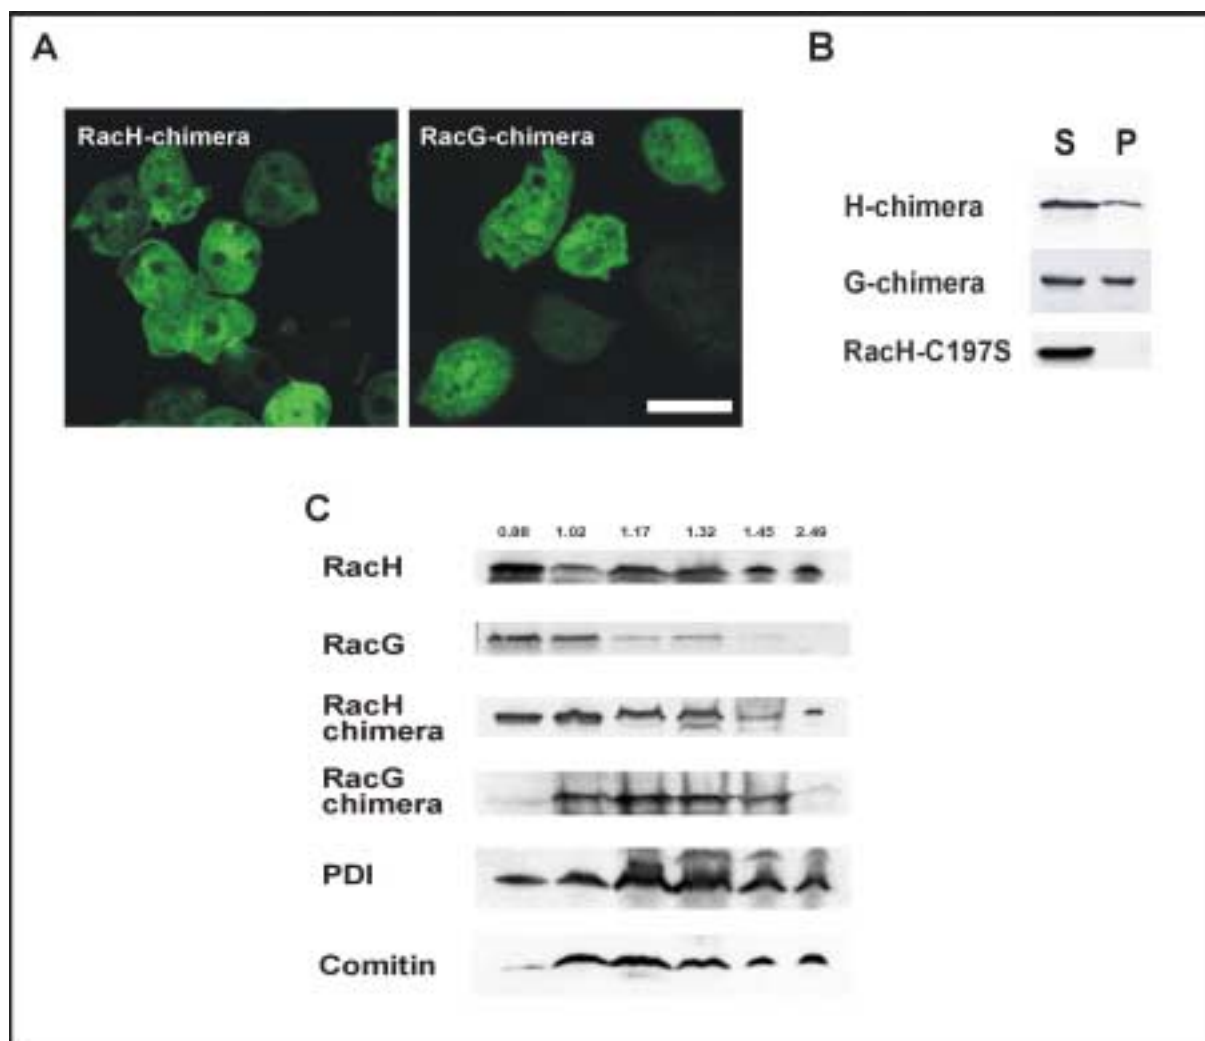 A
B
RacH-chimera
RacG-chimera
S P
H-chimera
G-chimera
RacH-C197S
C
0.88 1.02 1.17 1.32 1.45 2.49
RacH
RacG
RacH
chimera
RacG
chimera
PDI
Comitin